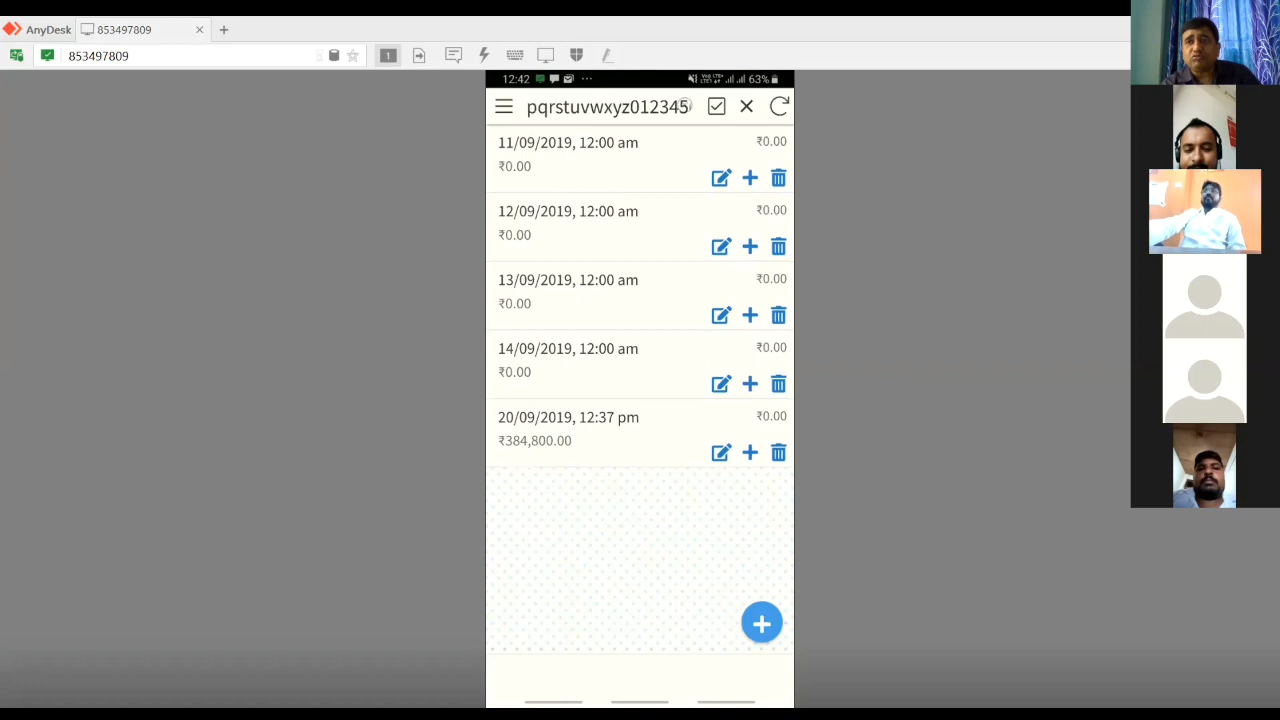 AnyDesk
853497809
853497809
1
12:42
63%
pqrstuvwxyz012345
11/09/2019, 12:00 am
₹0.00
₹0.00
12/09/2019, 12:00 am
₹0.00
₹0.00
13/09/2019, 12:00 am
₹0.00
₹0.00
14/09/2019, 12:00 am
₹0.00
₹0.00
20/09/2019, 12:37 pm
₹0.00
₹384,800.00